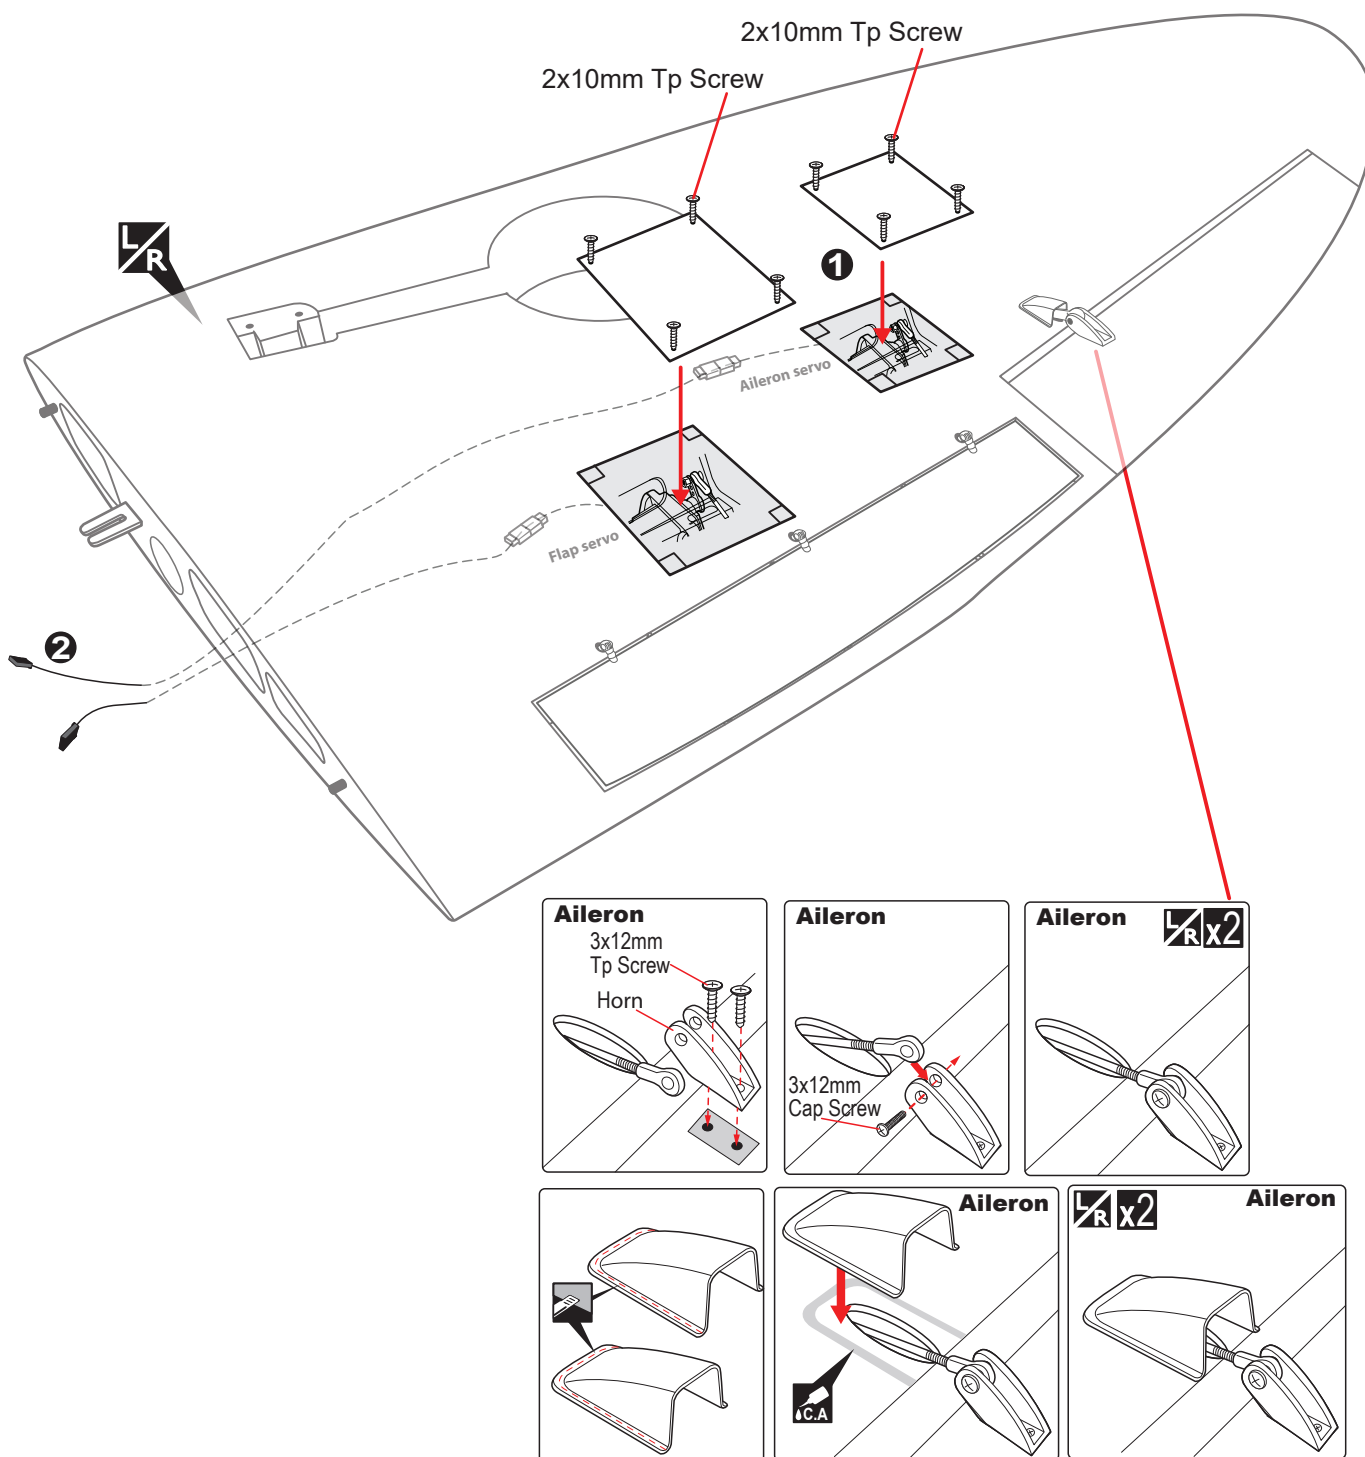 2x10mm Tp Screw
2x10mm Tp Screw
L/R
1
Aileron servo
Flap servo
2
Aileron
3x12mm
Tp Screw
Horn
Aileron
3x12mm
Cap Screw
Aileron
L/R x2
Aileron
C.A
L/R x2
Aileron